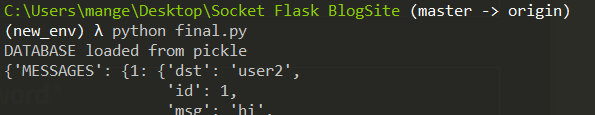 C:\Users\mange\Desktop\Socket Flask BlogSite (master -> origin)
(new_env) λ python final.py
DATABASE loaded from pickle
{'MESSAGES': {1: {'dst': 'user2',
'id': 1,
'msg': 'hi',